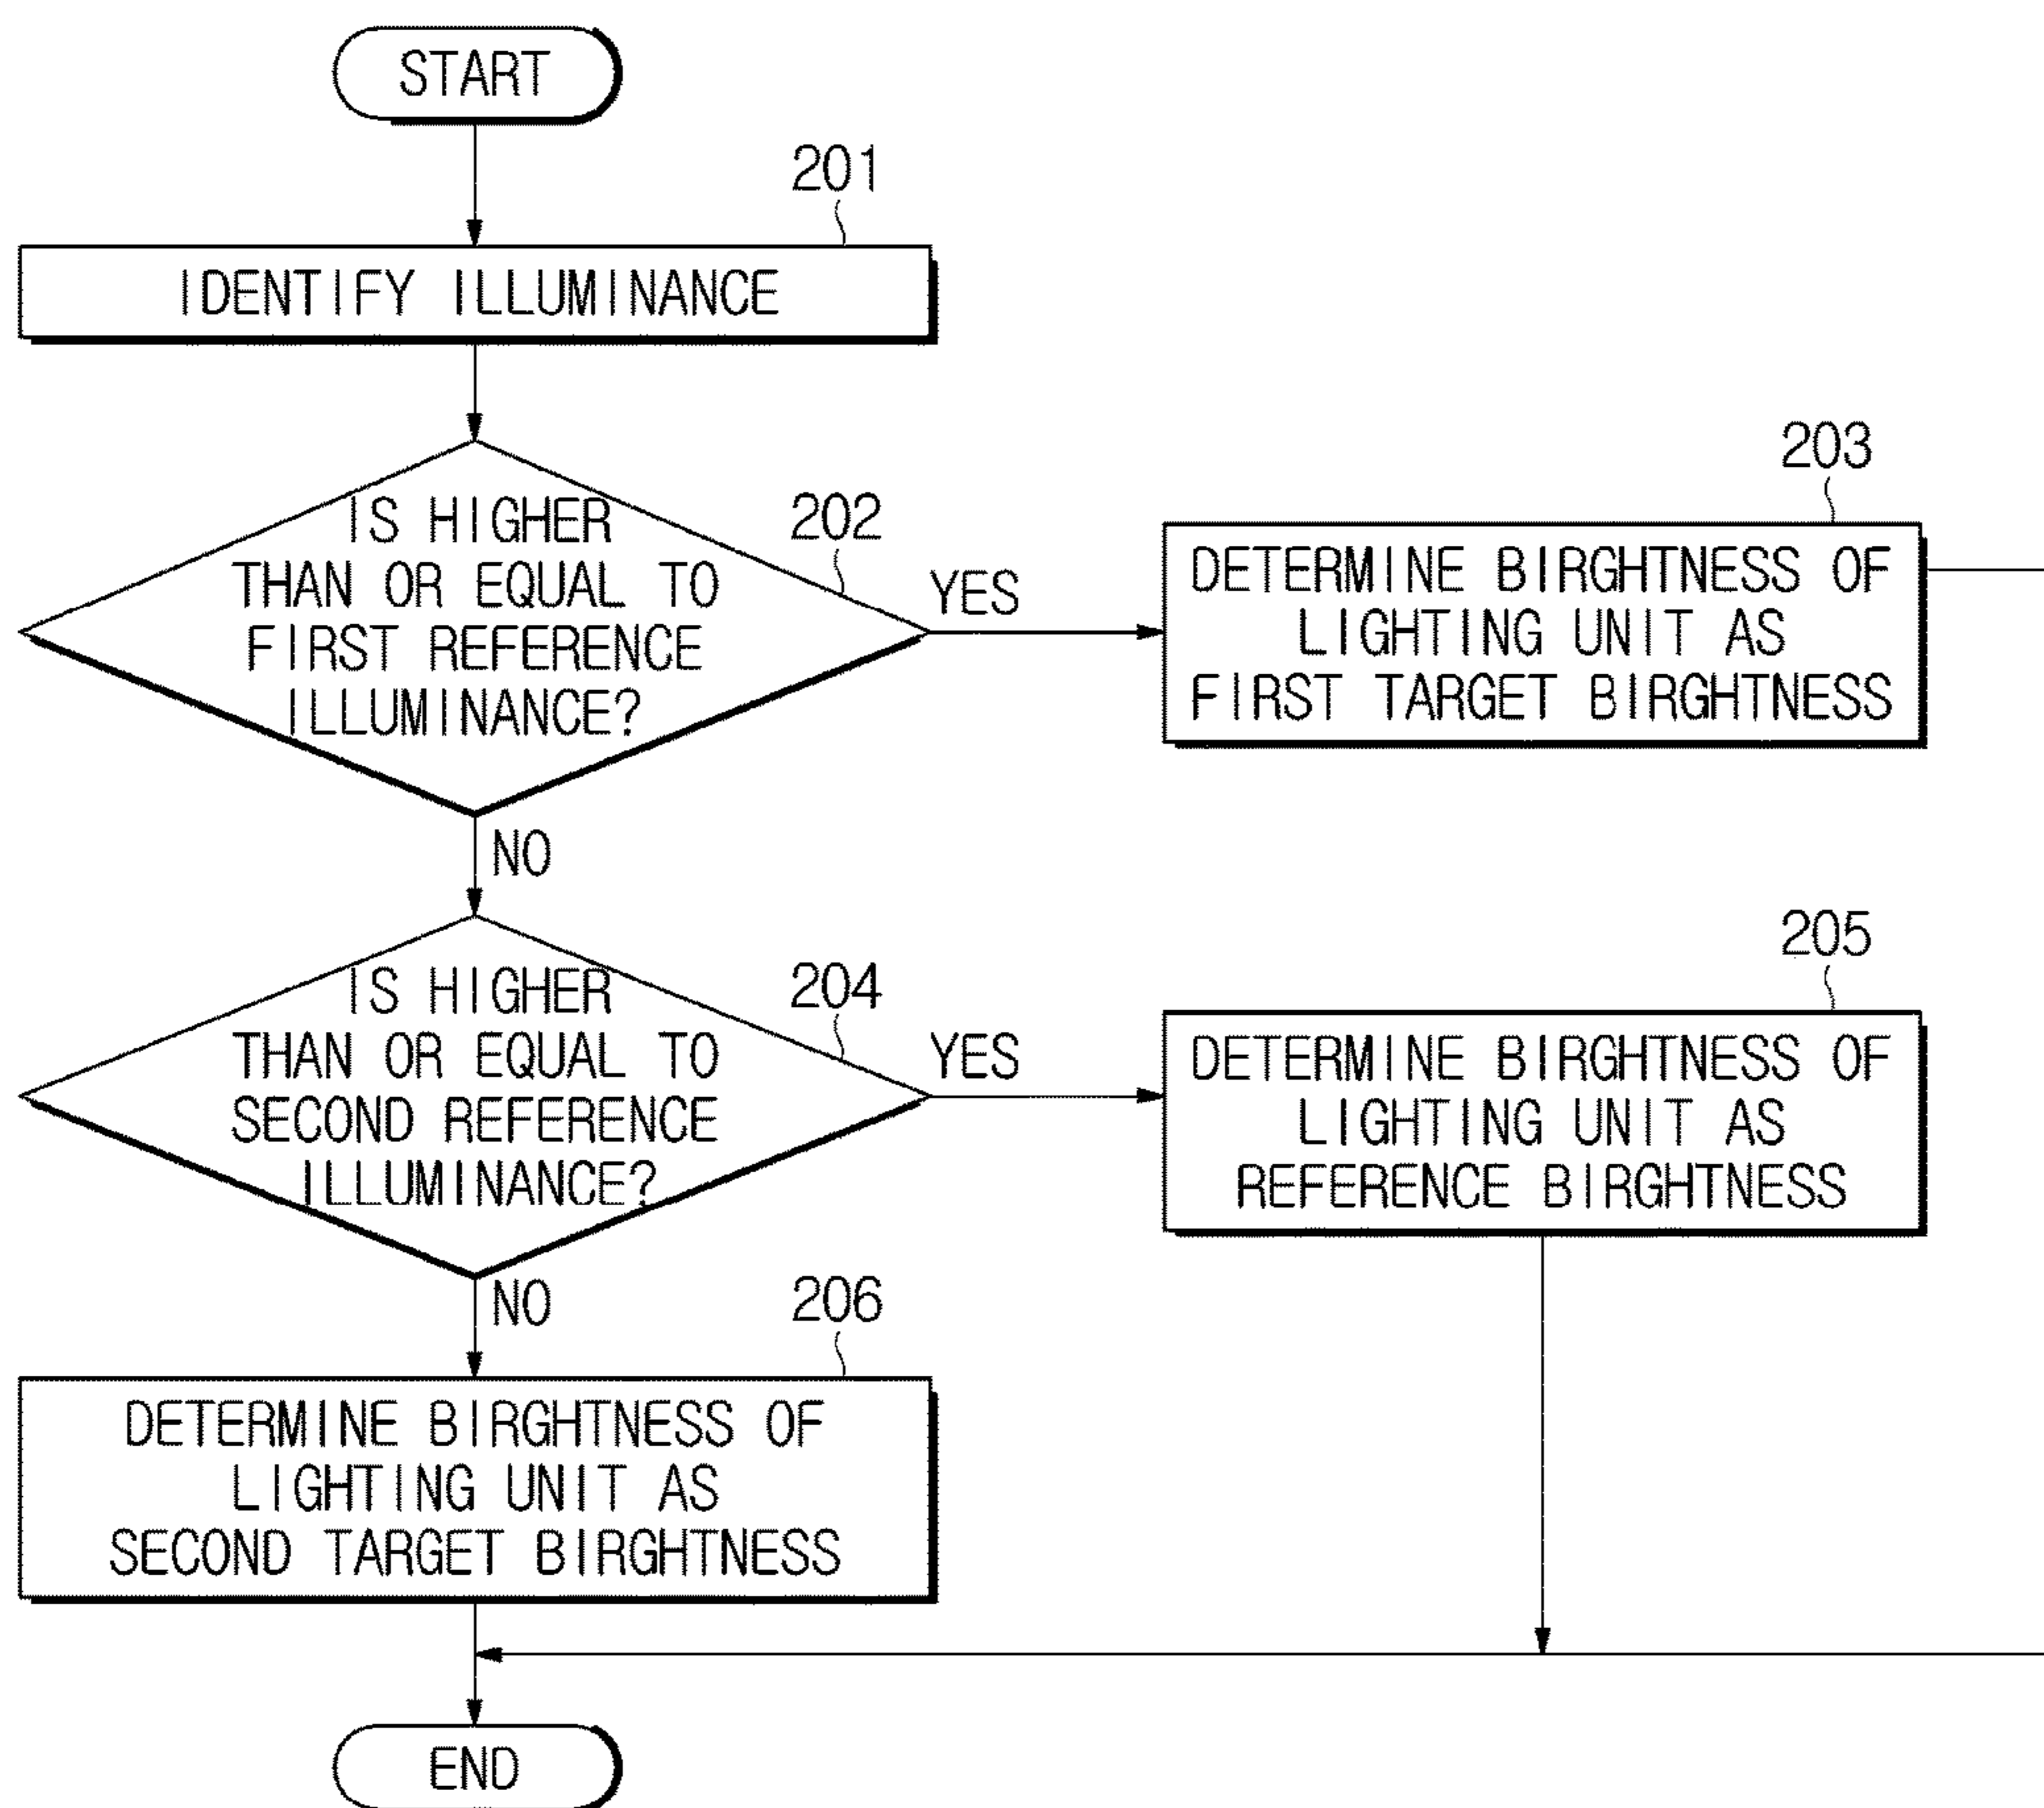 START
201
IDENTIFY ILLUMINANCE
202
IS HIGHER
THAN OR EQUAL TO
FIRST REFERENCE
ILLUMINANCE?
YES
203
DETERMINE BIRGHTNESS OF
LIGHTING UNIT AS
FIRST TARGET BIRGHTNESS
NO
204
IS HIGHER
THAN OR EQUAL TO
SECOND REFERENCE
ILLUMINANCE?
YES
205
DETERMINE BIRGHTNESS OF
LIGHTING UNIT AS
REFERENCE BIRGHTNESS
NO
206
DETERMINE BIRGHTNESS OF
LIGHTING UNIT AS
SECOND TARGET BIRGHTNESS
END